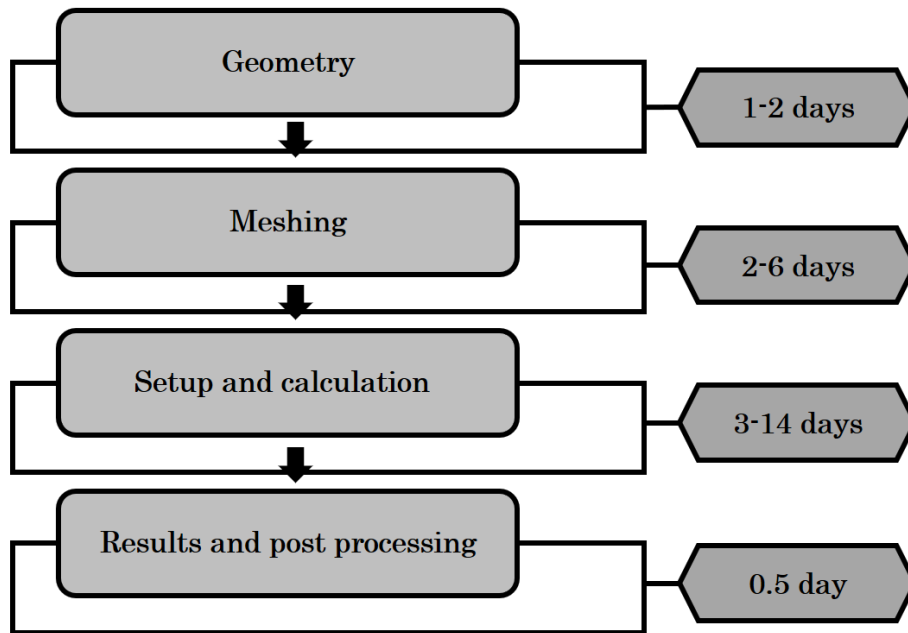 Geometry
1-2 days
Meshing
2-6 days
Setup and calculation
3-14 days
Results and post processing
0.5 day